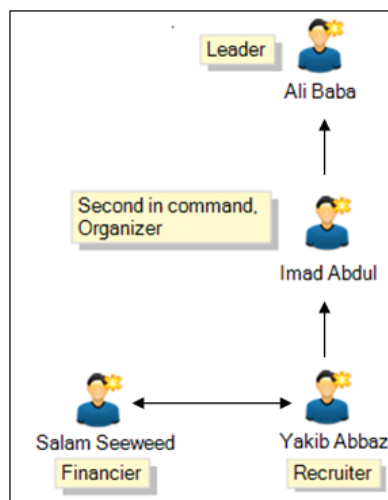 Leader
Ali Baba
Second in command,
Organizer
Imad Abdul
Salam Seeweed
Yakib Abbaz
Financier
Recruiter